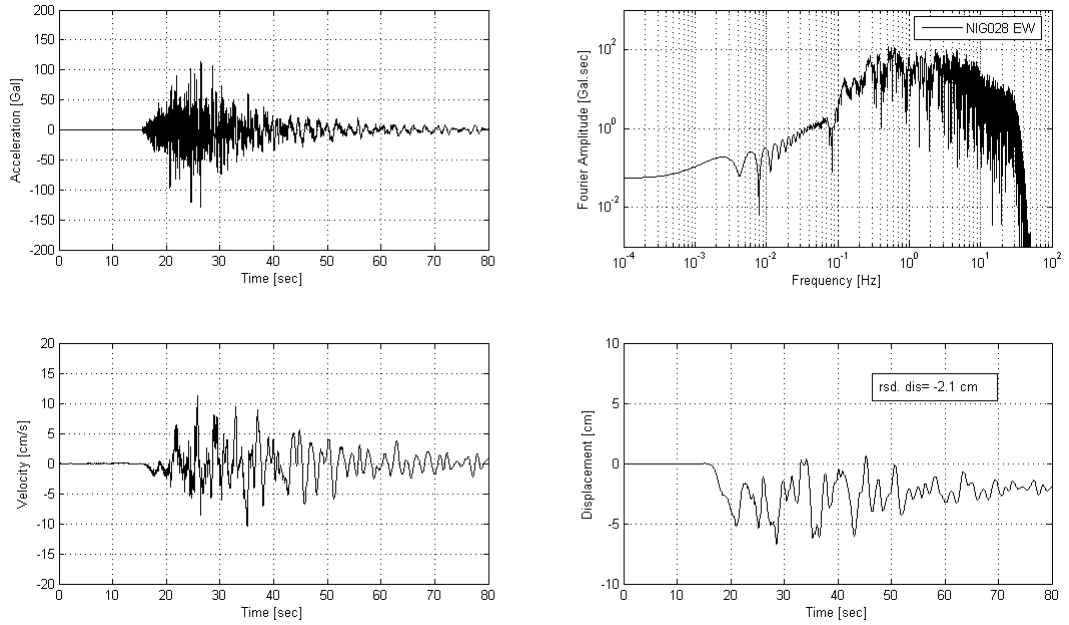 200
150
100
50
0
-50
-100
-150
-200
Acceleration [Gal]
0 10 20 30 40 50 60 70 80
Time [sec]
NIG028 EW
10^2
10^0
10^-2
Fourier Amplitude [Gal.sec]
10^-4 10^-3 10^-2 10^-1 10^0 10^1 10^2
Frequency [Hz]
20
15
10
5
0
-5
-10
-15
-20
Velocity [cm/s]
0 10 20 30 40 50 60 70 80
Time [sec]
rsd. dis= -2.1 cm
10
5
0
-5
-10
Displacement [cm]
0 10 20 30 40 50 60 70 80
Time [sec]